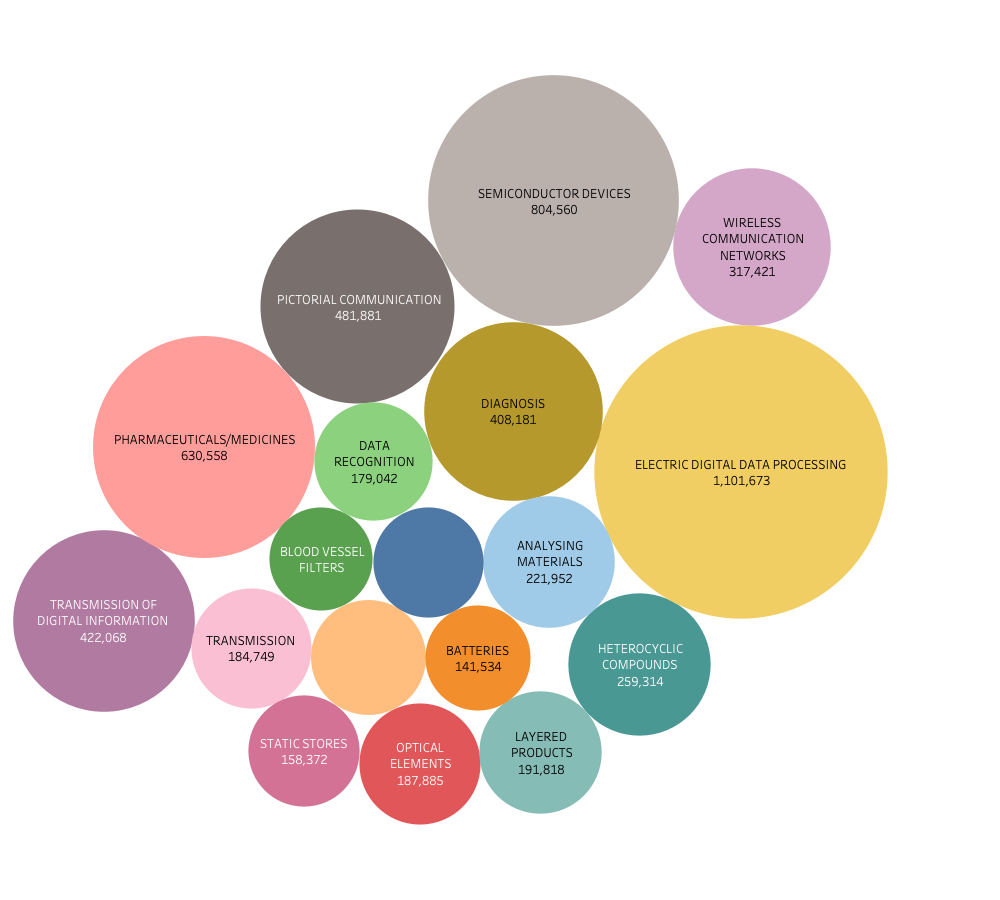 SEMICONDUCTOR DEVICES
804,560
WIRELESS
COMMUNICATION
NETWORKS
317,421
PICTORIAL COMMUNICATION
481,881
DIAGNOSIS
408,181
PHARMACEUTICALS/MEDICINES
630,558
DATA
RECOGNITION
179,042
ELECTRIC DIGITAL DATA PROCESSING
1,101,673
BLOOD VESSEL
FILTERS
ANALYSING
MATERIALS
221,952
TRANSMISSION OF
DIGITAL INFORMATION
422,068
TRANSMISSION
184,749
BATTERIES
141,534
HETEROCYCLIC
COMPOUNDS
259,314
STATIC STORES
158,372
OPTICAL
ELEMENTS
187,885
LAYERED
PRODUCTS
191,818